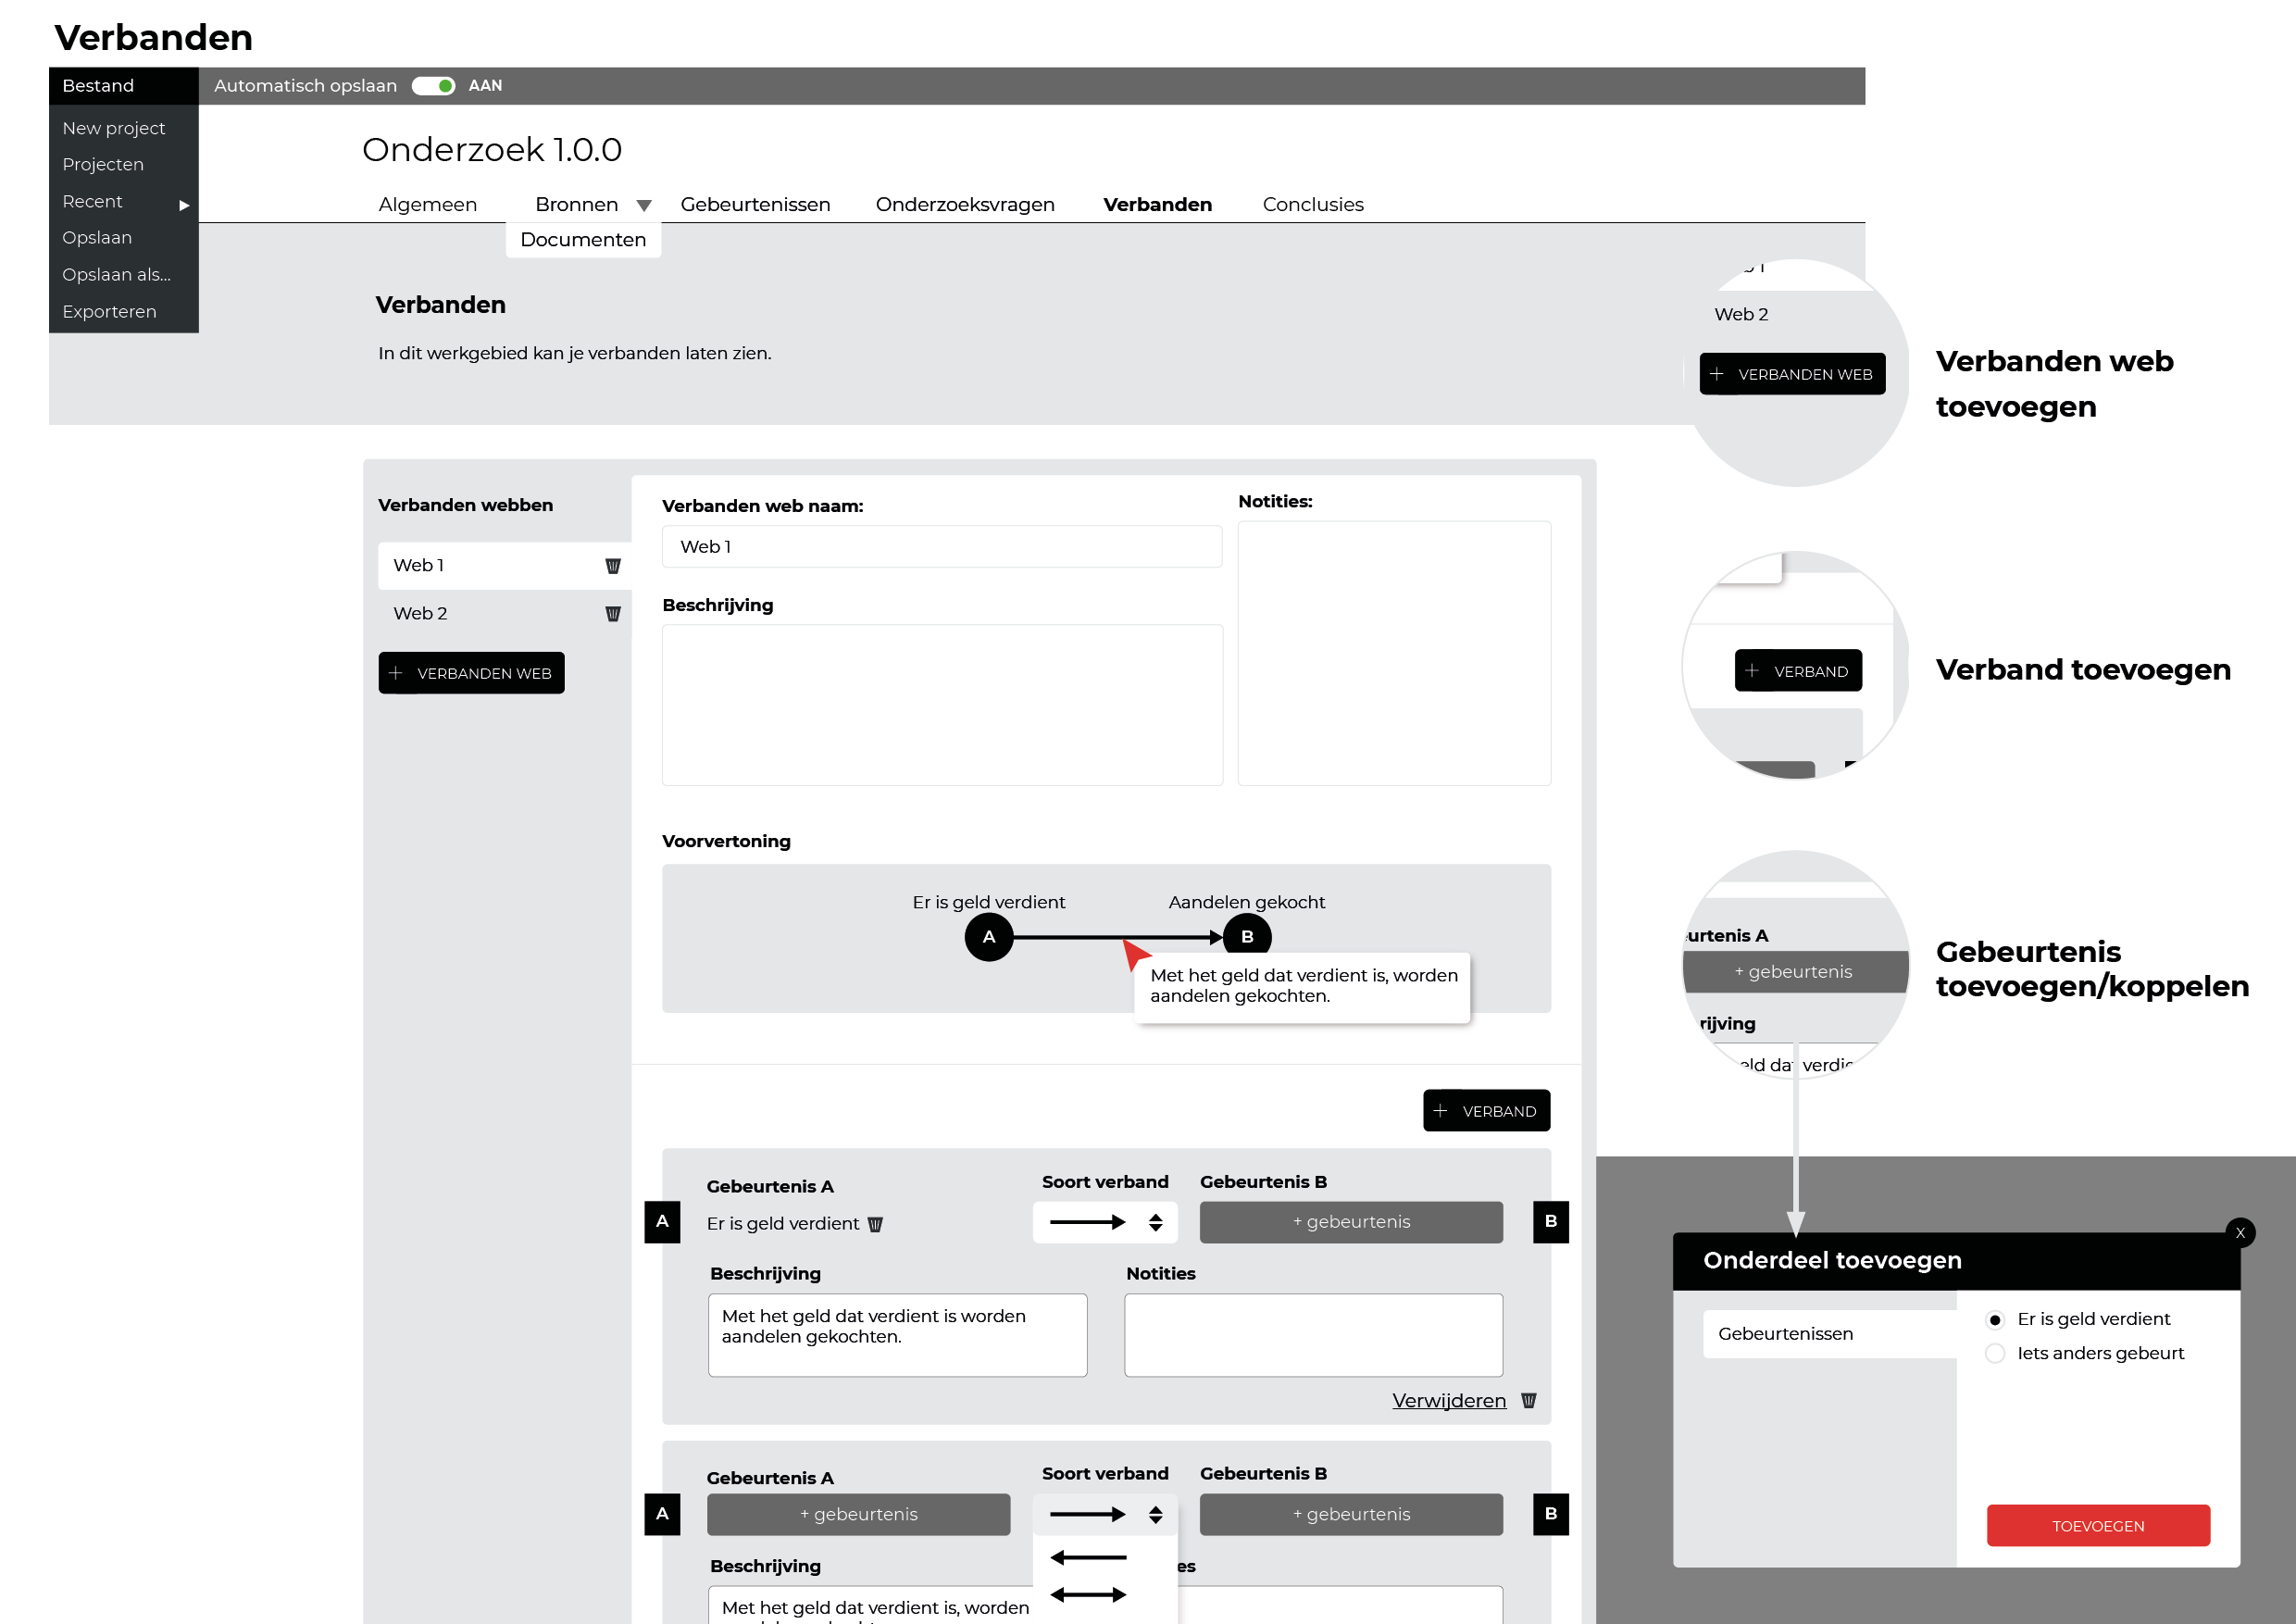 Verbanden
Bestand
Automatisch opslaan
AAN
New project
Projecten
Recent
Opslaan
Opslaan als...
Exporteren
Onderzoek 1.0.0
Algemeen
Bronnen
Gebeurtenissen
Onderzoeksvragen
Verbanden
Conclusies
Documenten
Verbanden
In dit werkgebied kan je verbanden laten zien.
Web 2
+ VERBANDEN WEB
Verbanden web
toevoegen
Verbanden webben
Web 1
Web 2
+ VERBANDEN WEB
Verbanden web naam:
Web 1
Beschrijving
Notities:
+ VERBAND
Verband toevoegen
Voorvertoning
Er is geld verdient
Aandelen gekocht
A
B
Met het geld dat verdient is, worden
aandelen gekochten.
urtenis A
+ gebeurtenis
rijving
eld dat verdie
Gebeurtenis
toevoegen/koppelen
+ VERBAND
A
Gebeurtenis A
Er is geld verdient
Soort verband
Gebeurtenis B
+ gebeurtenis
B
Beschrijving
Met het geld dat verdient is worden
aandelen gekochten.
Notities
Verwijderen
A
Gebeurtenis A
+ gebeurtenis
Soort verband
Gebeurtenis B
+ gebeurtenis
B
Beschrijving
es
Met het geld dat verdient is, worden
X
Onderdeel toevoegen
Gebeurtenissen
Er is geld verdient
Iets anders gebeurt
TOEVOEGEN